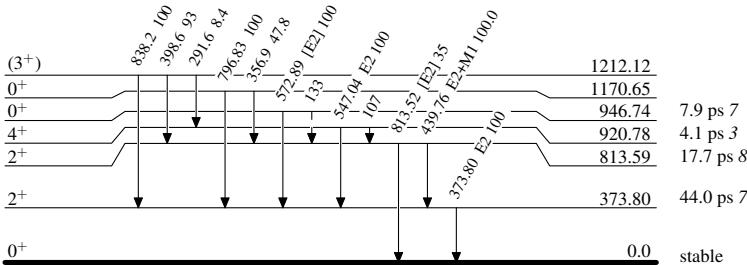 838.2 100
398.6 93
291.6 8.4
796.83 100
356.9 47.8
572.89 [E2] 100
133
547.04 E2 100
107
813.52 [E2] 35
439.76 E2+M1 100.0
373.80 E2 100
(3+) 1212.12
0+ 1170.65
0+ 946.74 7.9 ps 7
4+ 920.78 4.1 ps 3
2+ 813.59 17.7 ps 8
2+ 373.80 44.0 ps 7
0+ 0.0 stable